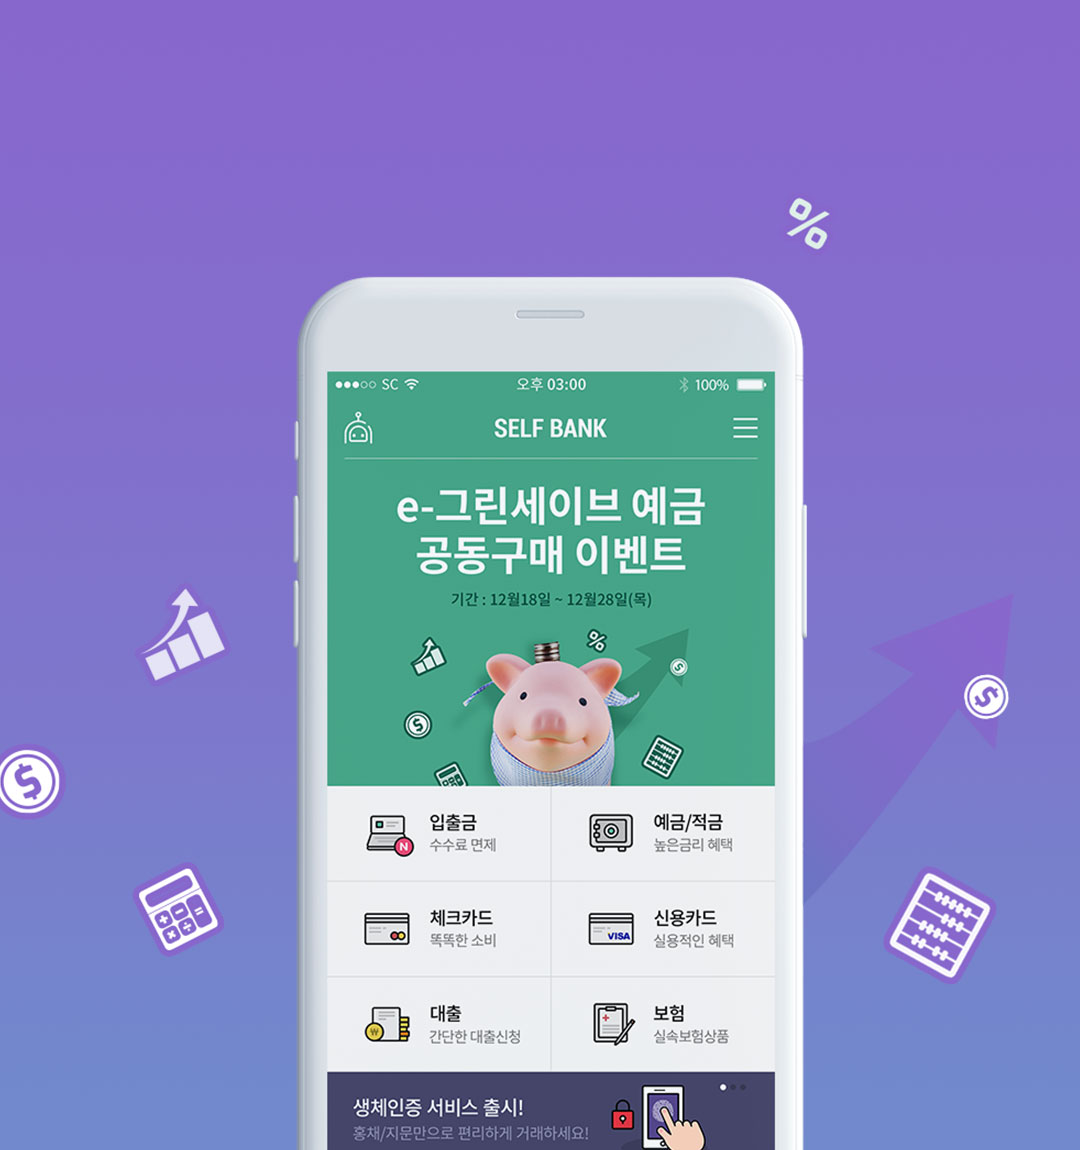 %
SC 오후 03:00 100%
SELF BANK
e-그린세이브 예금
공동구매 이벤트
기간 : 12월18일 ~ 12월28일(목)
%
$
$
$
$
입출금
수수료 면제
N
예금/적금
높은금리 혜택
체크카드
똑똑한 소비
신용카드
실용적인 혜택
VISA
대출
간단한 대출신청
₩
보험
실속보험상품
생체인증 서비스 출시!
홍채/지문만으로 편리하게 거래하세요!